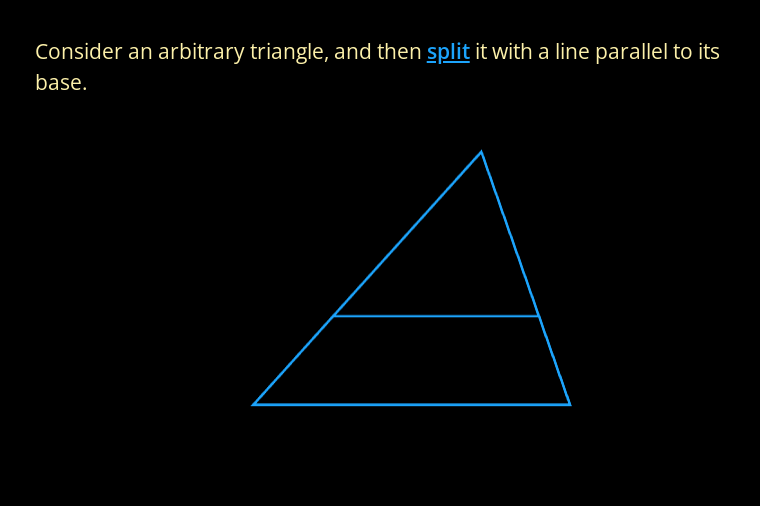 Consider an arbitrary triangle, and then split it with a line parallel to its
base.